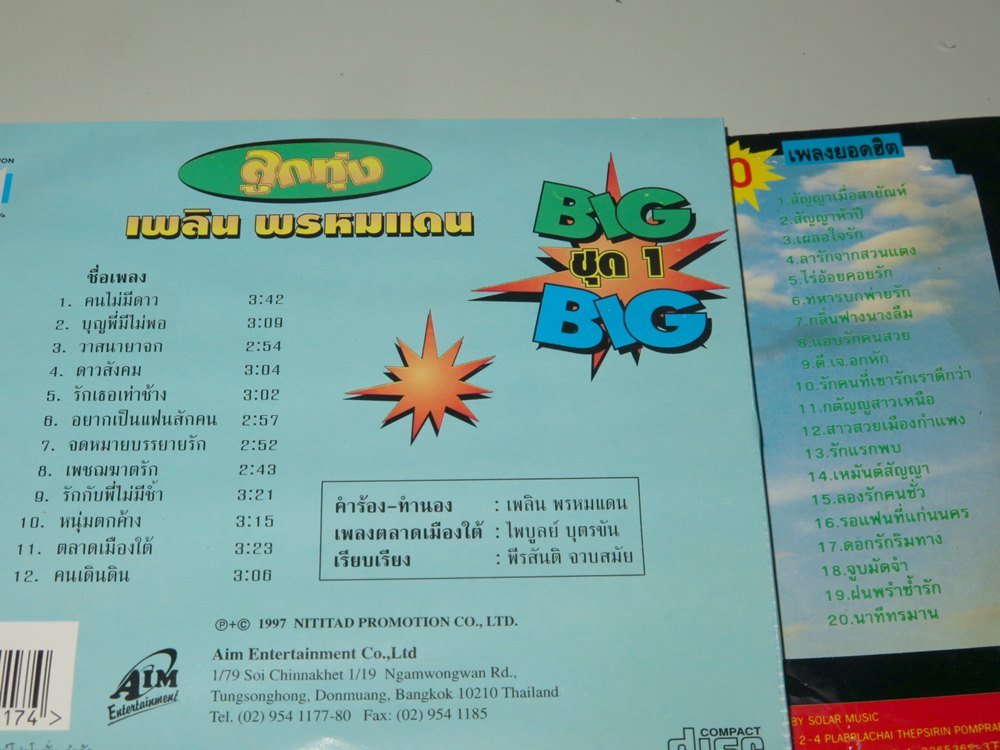 ลูกทุ่ง
เพลิน พรหมแดน
BIG
ชุด 1
BIG
ชื่อเพลง
1. คนไม่มีดาว 3:42
2. บุญพี่มีไม่พอ 3:09
3. วาสนายาจก 2:54
4. ดาวสังคม 3:04
5. รักเธอเท่าช้าง 3:02
6. อยากเป็นแฟนสักคน 2:57
7. จดหมายบรรยายรัก 2:52
8. เพชฌฆาตรัก 2:43
9. รักกับพี่ไม่มีช้ำ 3:21
10. หนุ่มตกค้าง 3:15
11. ตลาดเมืองใต้ 3:23
12. คนเดินดิน 3:06
คำร้อง-ทำนอง : เพลิน พรหมแดน
เพลงตลาดเมืองใต้ : ไพบูลย์ บุตรขัน
เรียบเรียง : พีรสันติ จวบสมัย
℗+© 1997 NITITAD PROMOTION CO., LTD.
AIM
Entertainment
Aim Entertainment Co.,Ltd
1/79 Soi Chinnakhet 1/19 Ngamwongwan Rd.,
Tungsonghong, Donmuang, Bangkok 10210 Thailand
Tel. (02) 954 1177-80 Fax: (02) 954 1185
174 >
COMPACT
disc
เพลงยอดฮิต
1.สัญญาเมื่อสายัณห์
2.สัญญาห้าปี
3.เผลอใจรัก
4.ลารักจากสวนแตง
5.ไร่อ้อยคอยรัก
6.ทหารบกพ่ายรัก
7.กลิ่นฟางนางลืม
8.แอบรักคนสวย
9.ดี.เจ.อกหัก
10.รักคนที่เขารักเราดีกว่า
11.กตัญญูสาวเหนือ
12.สาวสวยเมืองกำแพง
13.รักแรกพบ
14.เหมันต์สัญญา
15.ลองรักคนชั่ว
16.รอแฟนที่แก่นนคร
17.ดอกรักริมทาง
18.จูบมัดจำ
19.ฝนพรำช้ำรัก
20.นาทีทรมาน
BY SOLAR MUSIC
2-4 PLABPLACHAI THEPSIRIN POMPRAP